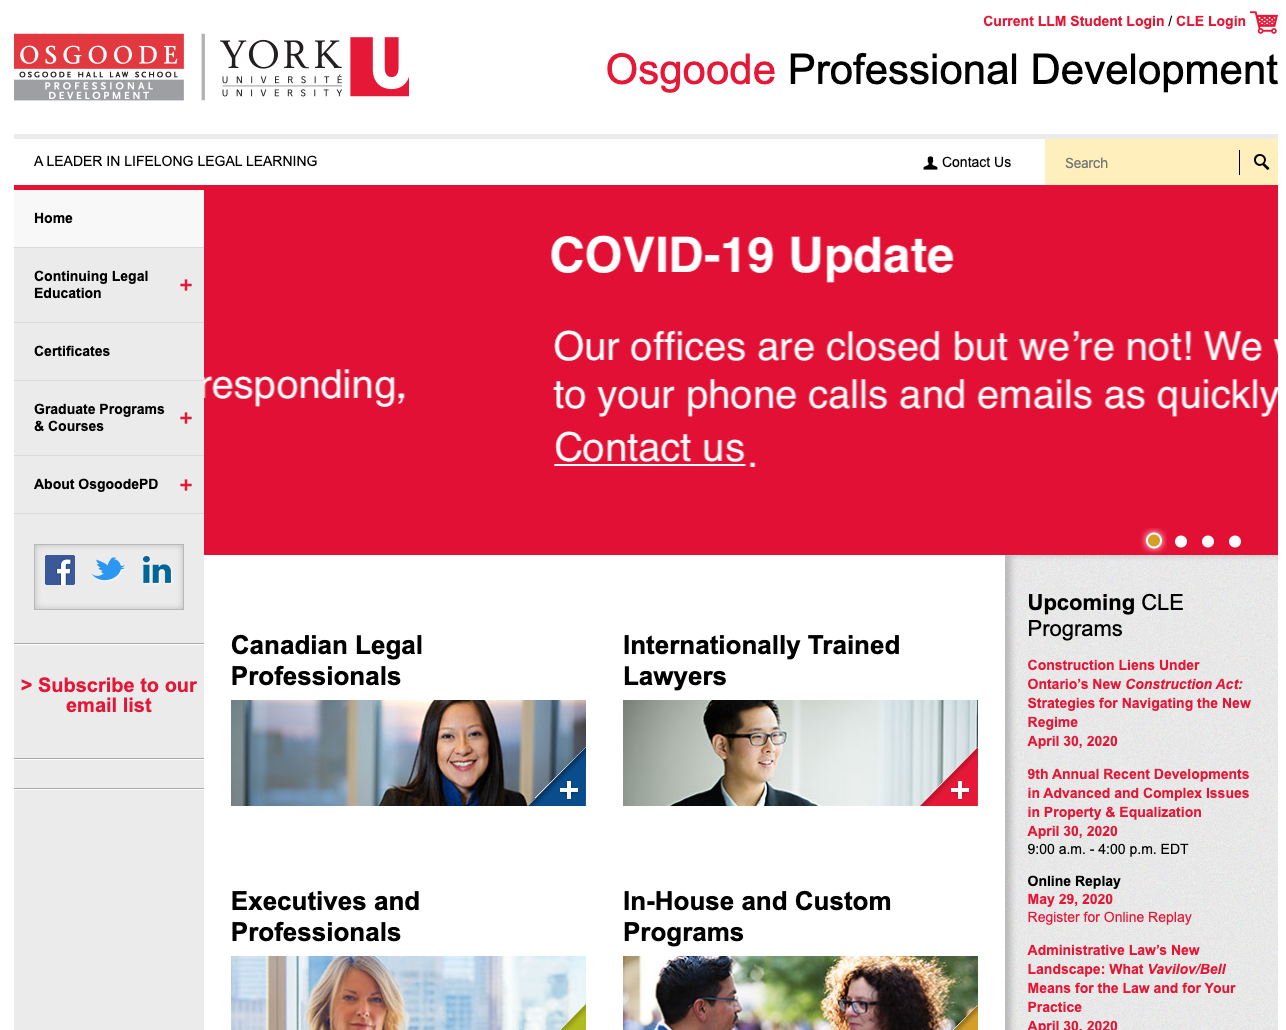 Current LLM Student Login / CLE Login
OSGOODE
OSGOODE HALL LAW SCHOOL
PROFESSIONAL
DEVELOPMENT
YORK
UNIVERSITÉ
UNIVERSITY
U
Osgoode Professional Development
A LEADER IN LIFELONG LEGAL LEARNING
Contact Us
Search
Home
Continuing Legal
Education
Certificates
Graduate Programs
& Courses
About OsgoodePD
> Subscribe to our
email list
responding,
COVID-19 Update
Our offices are closed but we're not! We
to your phone calls and emails as quickly
Contact us.
Canadian Legal
Professionals
Internationally Trained
Lawyers
Executives and
Professionals
In-House and Custom
Programs
Upcoming CLE
Programs
Construction Liens Under
Ontario's New Construction Act:
Strategies for Navigating the New
Regime
April 30, 2020
9th Annual Recent Developments
in Advanced and Complex Issues
in Property & Equalization
April 30, 2020
9:00 a.m. - 4:00 p.m. EDT
Online Replay
May 29, 2020
Register for Online Replay
Administrative Law's New
Landscape: What Vavilov/Bell
Means for the Law and for Your
Practice
April 30, 2020